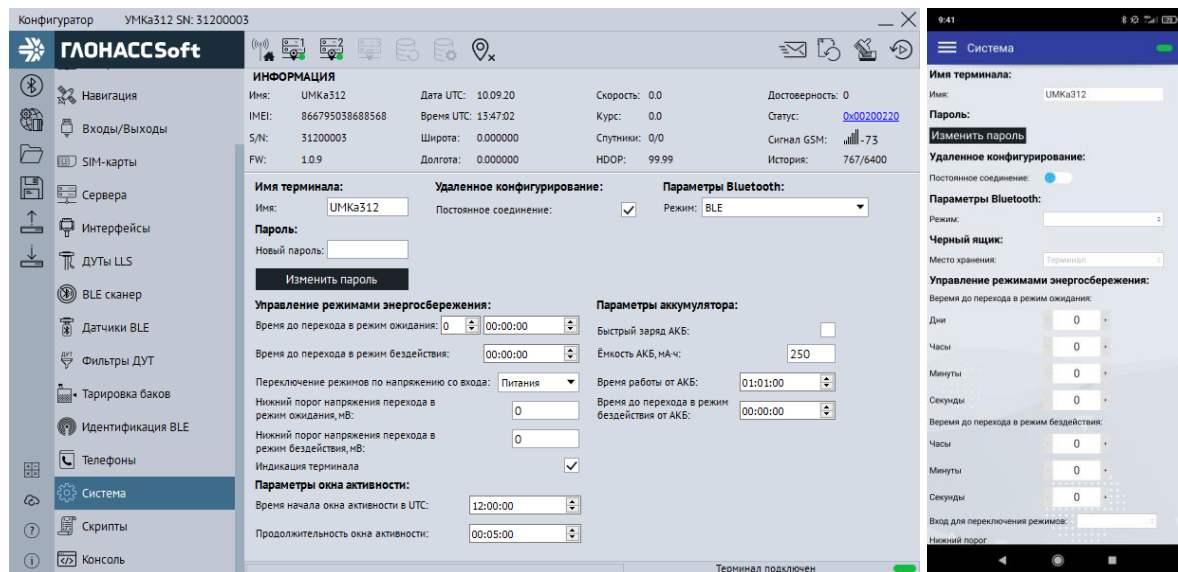 Конфигуратор УМКа312 SN: 31200003
ГЛОНАССSoft
Навигация
Входы/Выходы
SIM-карты
Сервера
Интерфейсы
ДУТы LLS
BLE сканер
Датчики BLE
Фильтры ДУТ
Тарировка баков
Идентификация BLE
Телефоны
Система
Скрипты
Консоль
1 2
ИНФОРМАЦИЯ
Имя: UMKa312 Дата UTC: 10.09.20 Скорость: 0.0 Достоверность: 0
IMEI: 866795038688568 Время UTC: 13:47:02 Курс: 0.0 Статус: 0x00200220
S/N: 31200003 Широта: 0.000000 Спутники: 0/0 Сигнал GSM: -73
FW: 1.0.9 Долгота: 0.000000 HDOP: 99.99 История: 767/6400
Имя терминала: Удаленное конфигурирование: Параметры Bluetooth:
Имя: UMKa312 Постоянное соединение: Режим: BLE
Пароль:
Новый пароль:
Изменить пароль
Управление режимами энергосбережения: Параметры аккумулятора:
Время до перехода в режим ожидания: 0 00:00:00 Быстрый заряд АКБ:
Время до перехода в режим бездействия: 00:00:00 Ёмкость АКБ, мА·ч: 250
Переключение режимов по напряжению со входа: Питания Время работы от АКБ: 01:01:00
Нижний порог напряжения перехода в
режим ожидания, мВ: 0
Время до перехода в режим
бездействия от АКБ: 00:00:00
Нижний порог напряжения перехода в
режим бездействия, мВ: 0
Индикация терминала
Параметры окна активности:
Время начала окна активности в UTC: 12:00:00
Продолжительность окна активности: 00:05:00
Терминал подключен
9:41
Система
Имя терминала:
Имя: UMKa312
Пароль:
Изменить пароль
Удаленное конфигурирование:
Постоянное соединение:
Параметры Bluetooth:
Режим:
Черный ящик:
Место хранения: Терминал
Управление режимами энергосбережения:
Веремя до перехода в режим ожидания:
Дни - 0 +
Часы - 0 +
Минуты - 0 +
Секунды - 0 +
Веремя до перехода в режим бездействия:
Часы - 0 +
Минуты - 0 +
Секунды - 0 +
Вход для переключения режимов:
Нижний порог